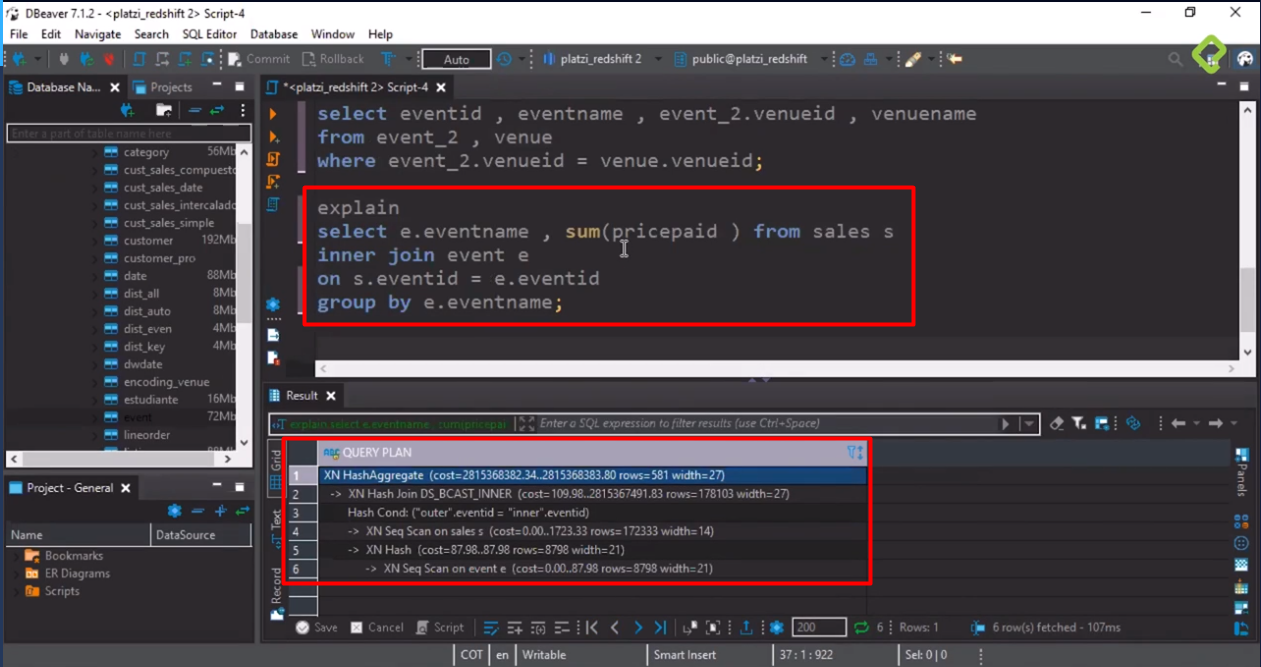 DBeaver 7.1.2 - <platzi_redshift 2> Script-4
File Edit Navigate Search SQL Editor Database Window Help
Commit Rollback Auto platzi_redshift 2 public@platzi_redshift
Database Na... Projects *<platzi_redshift 2> Script-4
Enter a part of table name here
category 56Mb
cust_sales_compuesto
cust_sales_date
cust_sales_intercalado
cust_sales_simple
customer 192Mb
customer_pro
date 88Mb
dist_all 8Mb
dist_auto 8Mb
dist_even 4Mb
dist_key 4Mb
dwdate
encoding_venue
estudiante 16Mb
event 72Mb
lineorder
select eventid , eventname , event_2.venueid , venuename
from event_2 , venue
where event_2.venueid = venue.venueid;
explain
select e.eventname , sum(pricepaid ) from sales s
inner join event e
on s.eventid = e.eventid
group by e.eventname;
Project - General
Name DataSource
Bookmarks
ER Diagrams
Scripts
Result
explain select e.eventname , sum(pricepai Enter a SQL expression to filter results (use Ctrl+Space)
Grid
Text
Record
Panels
ABC QUERY PLAN
1 XN HashAggregate (cost=2815368382.34..2815368383.80 rows=581 width=27)
2 -> XN Hash Join DS_BCAST_INNER (cost=109.98..2815367491.83 rows=178103 width=27)
3 Hash Cond: ("outer".eventid = "inner".eventid)
4 -> XN Seq Scan on sales s (cost=0.00..1723.33 rows=172333 width=14)
5 -> XN Hash (cost=87.98..87.98 rows=8798 width=21)
6 -> XN Seq Scan on event e (cost=0.00..87.98 rows=8798 width=21)
Save Cancel Script 200 6 Rows: 1 6 row(s) fetched - 107ms
COT en Writable Smart Insert 37 : 1 : 922 Sel: 0 | 0